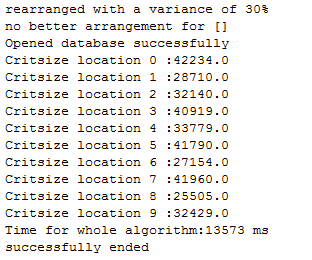 rearranged with a variance of 30%
no better arrangement for []
Opened database successfully
Critsize location 0 :42234.0
Critsize location 1 :28710.0
Critsize location 2 :32140.0
Critsize location 3 :40919.0
Critsize location 4 :33779.0
Critsize location 5 :41790.0
Critsize location 6 :27154.0
Critsize location 7 :41960.0
Critsize location 8 :25505.0
Critsize location 9 :32429.0
Time for whole algorithm:13573 ms
successfully ended